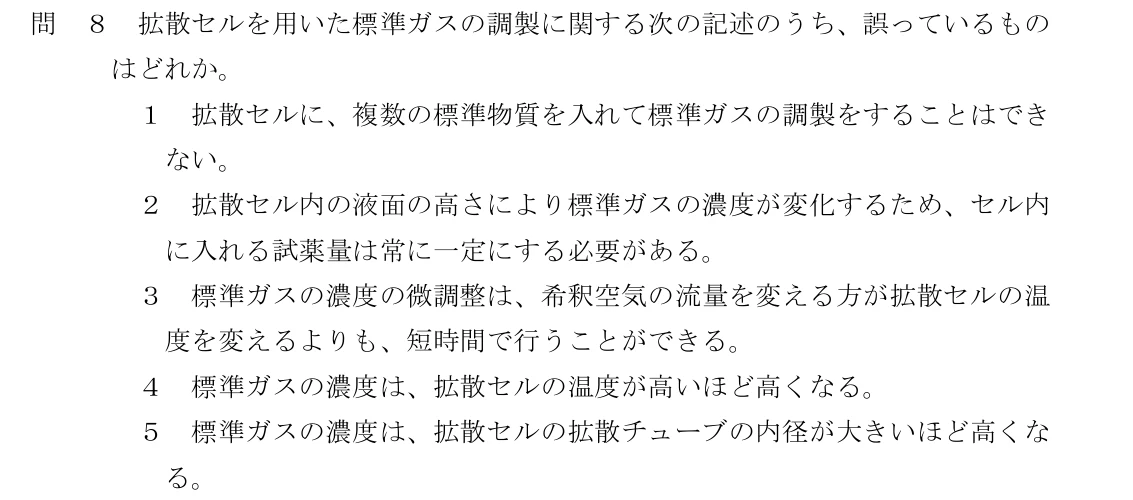 問 8 拡散セルを用いた標準ガスの調製に関する次の記述のうち、誤っているもの
はどれか。
1 拡散セルに、複数の標準物質を入れて標準ガスの調製をすることはでき
ない。
2 拡散セル内の液面の高さにより標準ガスの濃度が変化するため、セル内
に入れる試薬量は常に一定にする必要がある。
3 標準ガスの濃度の微調整は、希釈空気の流量を変える方が拡散セルの温
度を変えるよりも、短時間で行うことができる。
4 標準ガスの濃度は、拡散セルの温度が高いほど高くなる。
5 標準ガスの濃度は、拡散セルの拡散チューブの内径が大きいほど高くな
る。